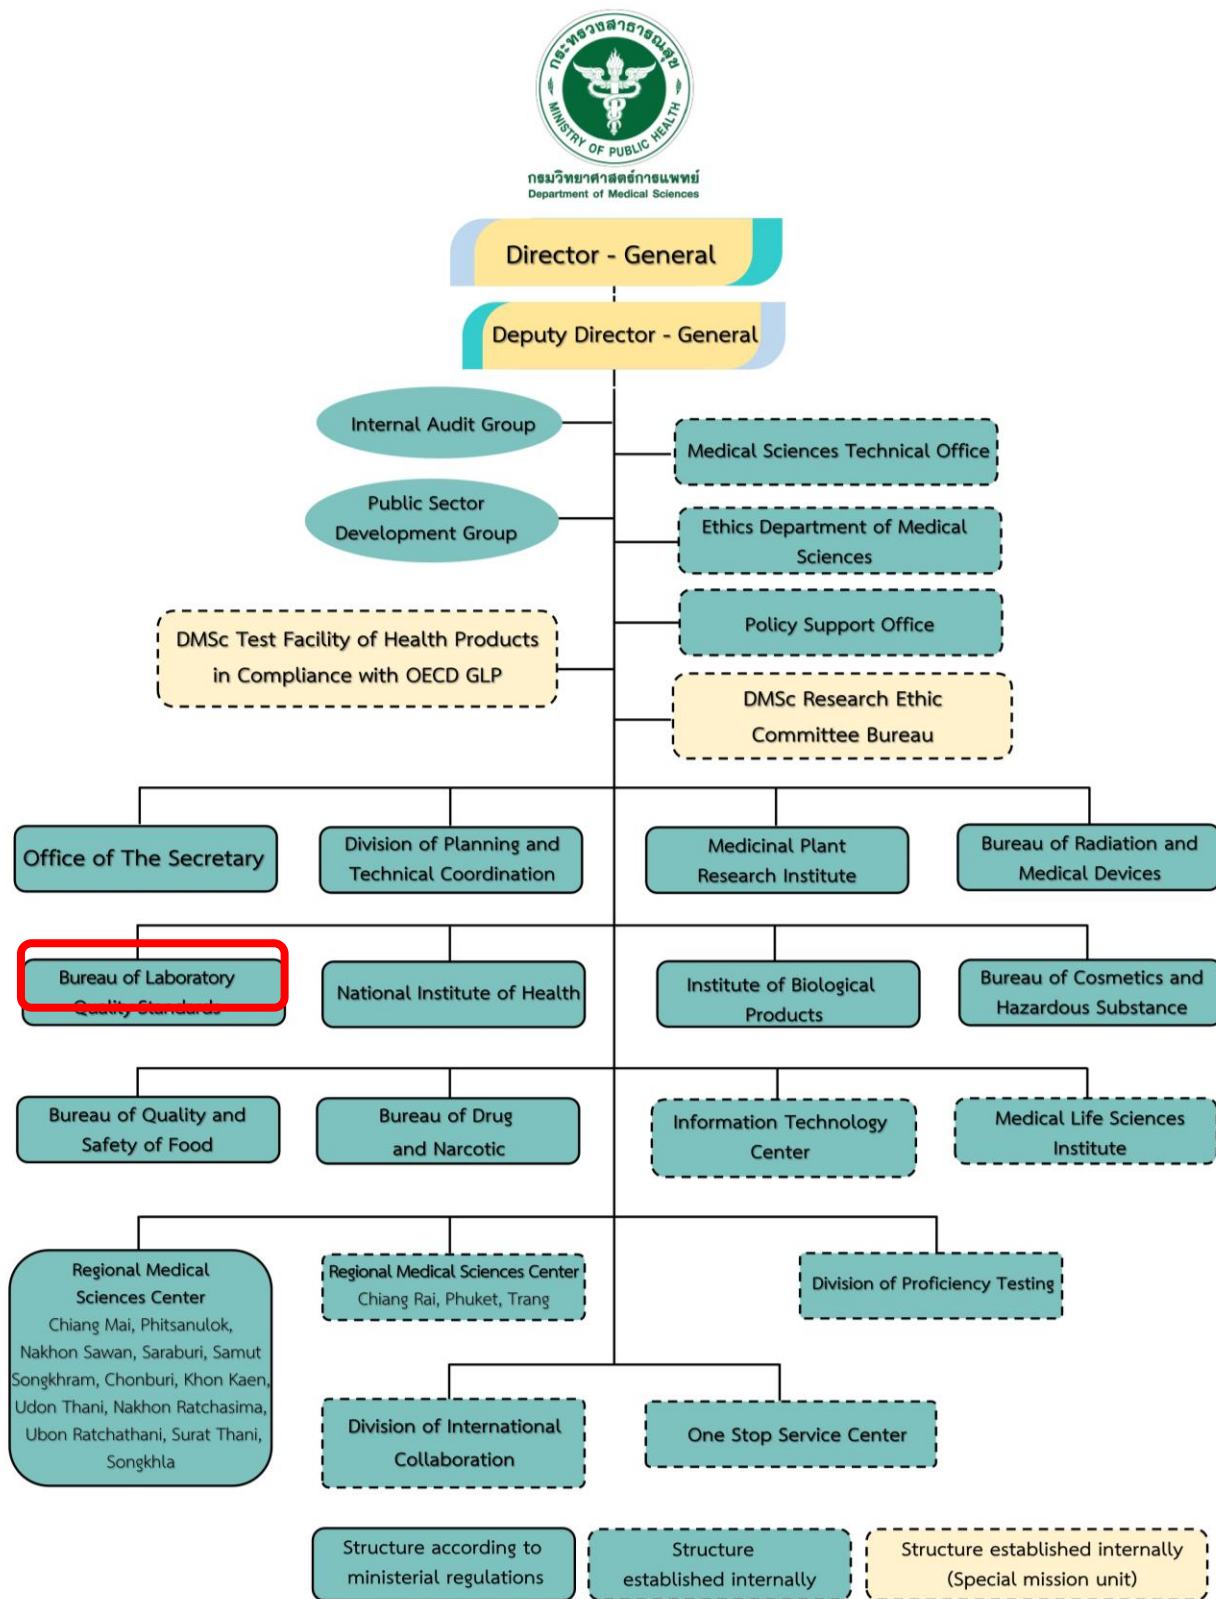 กระทรวงสาธารณสุข
MINISTRY OF PUBLIC HEALTH
กรมวิทยาศาสตร์การแพทย์
Department of Medical Sciences
Director - General
Deputy Director - General
Internal Audit Group
Medical Sciences Technical Office
Public Sector
Development Group
Ethics Department of Medical
Sciences
Policy Support Office
DMSc Test Facility of Health Products
in Compliance with OECD GLP
DMSc Research Ethic
Committee Bureau
Office of The Secretary
Division of Planning and
Technical Coordination
Medicinal Plant
Research Institute
Bureau of Radiation and
Medical Devices
Bureau of Laboratory
Quality Standards
National Institute of Health
Institute of Biological
Products
Bureau of Cosmetics and
Hazardous Substance
Bureau of Quality and
Safety of Food
Bureau of Drug
and Narcotic
Information Technology
Center
Medical Life Sciences
Institute
Regional Medical
Sciences Center
Chiang Mai, Phitsanulok,
Nakhon Sawan, Saraburi, Samut
Songkhram, Chonburi, Khon Kaen,
Udon Thani, Nakhon Ratchasima,
Ubon Ratchathani, Surat Thani,
Songkhla
Regional Medical Sciences Center
Chiang Rai, Phuket, Trang
Division of Proficiency Testing
Division of International
Collaboration
One Stop Service Center
Structure according to
ministerial regulations
Structure
established internally
Structure established internally
(Special mission unit)